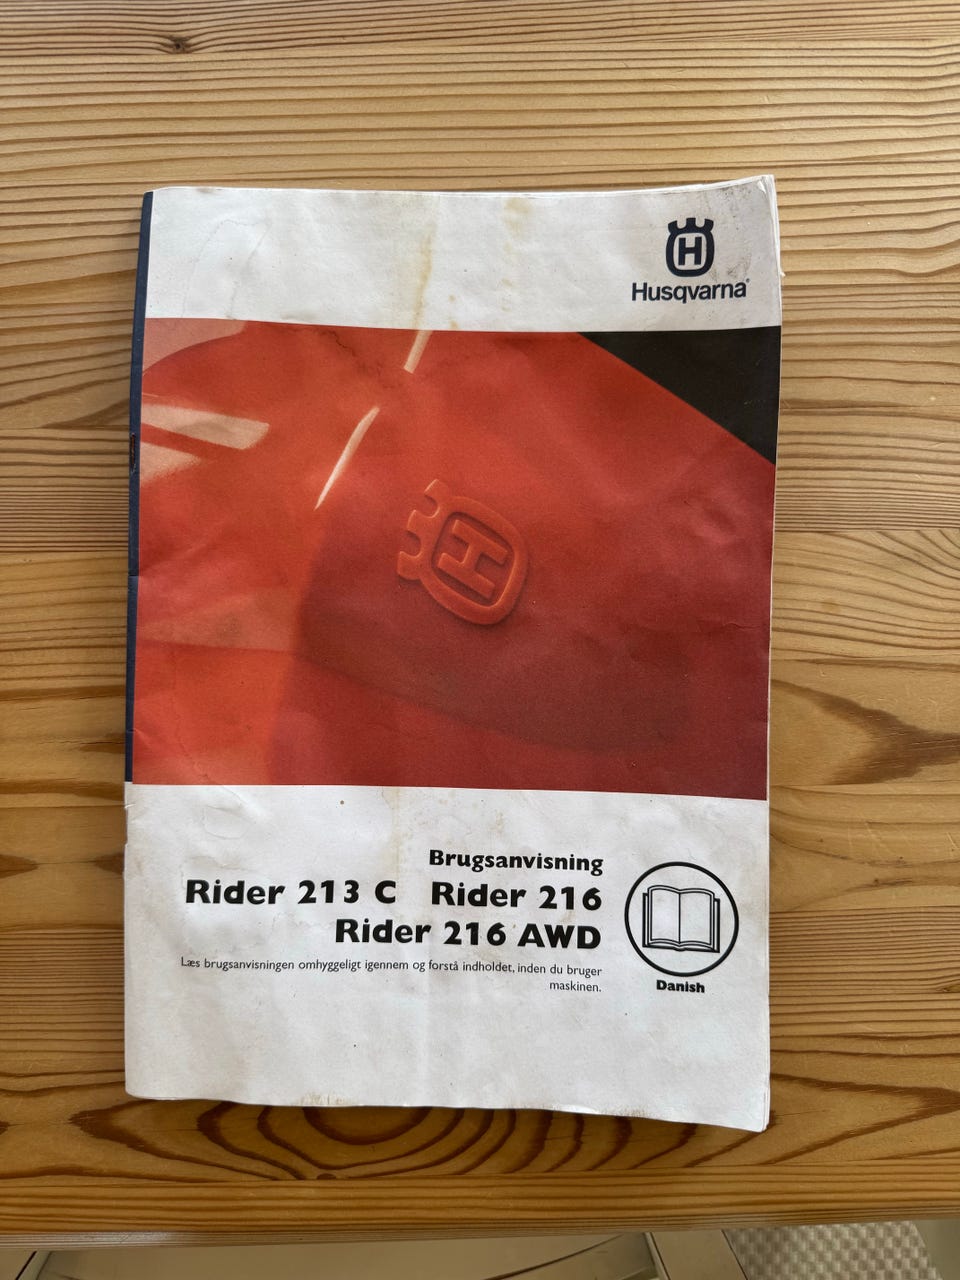 H
Husqvarna®
H
Brugsanvisning
Rider 213 C Rider 216
Rider 216 AWD
Læs brugsanvisningen omhyggeligt igennem og forstå indholdet, inden du bruger
maskinen.
Danish